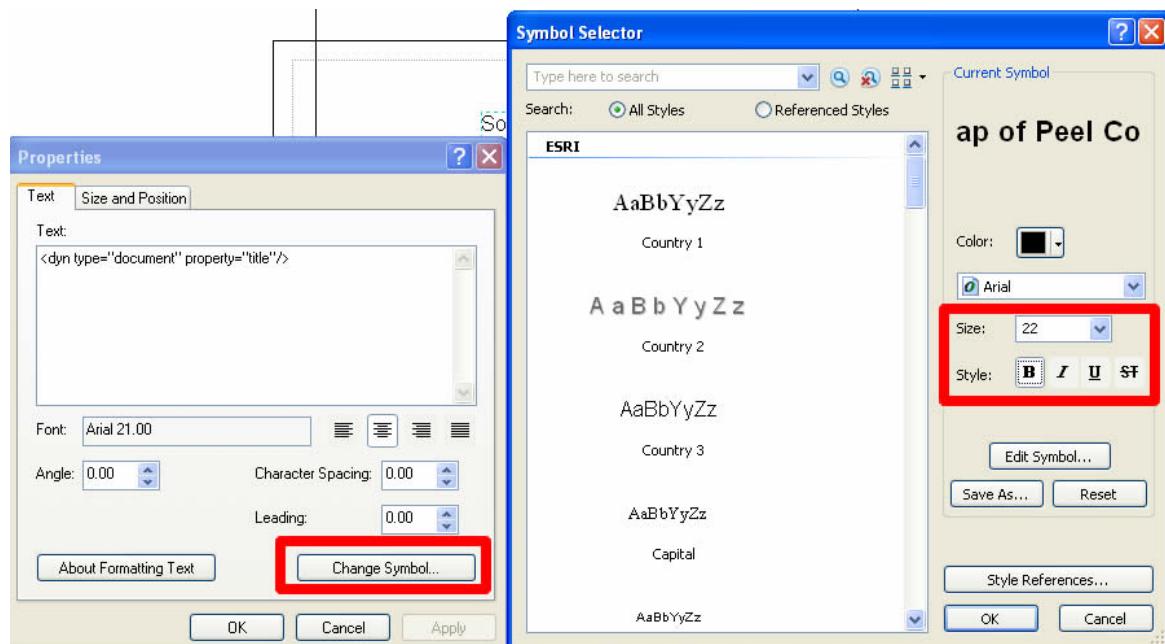 So
Properties
Text
Size and Position
Text:
<dyn type="document" property="title"/>
Font:
Arial 21.00
Angle:
0.00
Character Spacing:
0.00
Leading:
0.00
About Formatting Text
Change Symbol...
OK
Cancel
Apply
Symbol Selector
Type here to search
Search:
All Styles
Referenced Styles
ESRI
AaBbYyZz
Country 1
AaBbYyZz
Country 2
AaBbYyZz
Country 3
AaBbYyZz
Capital
AaBbYyZz
Current Symbol
ap of Peel Co
Color:
Arial
Size:
22
Style:
B I U ST
Edit Symbol...
Save As...
Reset
Style References...
OK
Cancel